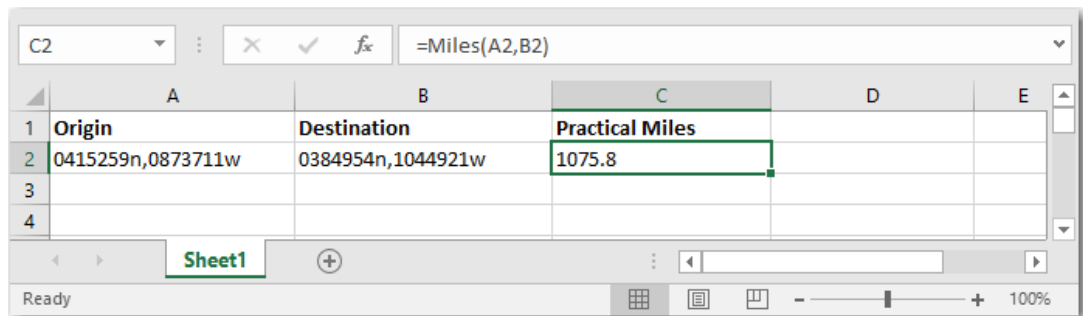 C2 fx =Miles(A2,B2)
A B C D E
1 Origin Destination Practical Miles
2 0415259n,0873711w 0384954n,1044921w 1075.8
3
4
Sheet1
Ready 100%